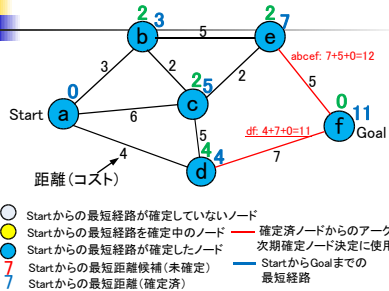 2 3 2 7
b 5 e
abcef: 7+5+0=12
3 2 2 5
0 2 5 0
Start a 6 c 11
f Goal
5 df: 4+7+0=11
4 4 4 7
d
距離(コスト)
Startからの最短経路が確定していないノード
Startからの最短経路を確定中のノード
Startからの最短経路が確定したノード
7 Startからの最短距離候補(未確定)
7 Startからの最短距離(確定済)
確定済ノードからのアーク
次期確定ノード決定に使用
StartからGoalまでの
最短経路